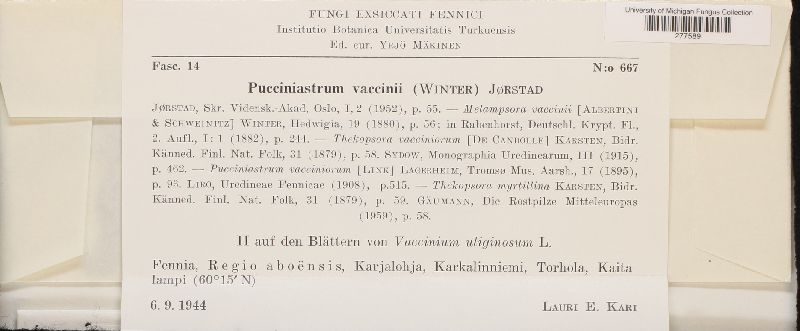 FUNGI EXSICCATI FENNICI
Institutio Botanica Universitatis Turkuensis
Ed. cur. YRJÖ MÄKINEN
University of Michigan Fungus Collection
277589
Fasc. 14 N:o 667
Pucciniastrum vaccinii (WINTER) JØRSTAD
JØRSTAD, Skr. Vidensk.-Akad. Oslo, I, 2 (1952), p. 55. — Melampsora vaccinii [ALBERTINI
& SCHWEINITZ] WINTER, Hedwigia, 19 (1880), p. 56; in Rabenhorst, Deutschl. Krypt. Fl.,
2. Aufl., I: 1 (1882), p. 244. — Thekopsora vacciniorum [DE CANDOLLE] KARSTEN, Bidr.
Känned. Finl. Nat. Folk, 31 (1879), p. 58. SYDOW, Monographia Uredinearum, III (1915),
p. 462. — Pucciniastrum vacciniorum [LINK] LAGERHEIM, Tromsø Mus. Aarsh., 17 (1895),
p. 93. LIRO, Uredineae Fennicae (1908), p.515. — Thekopsora myrtillina KARSTEN, Bidr.
Känned. Finl. Nat. Folk, 31 (1879), p. 59. GÄUMANN, Die Rostpilze Mitteleuropas
(1959), p. 58.
II auf den Blättern von Vaccinium uliginosum L.
Fennia, Regio aboënsis, Karjalohja, Karkalinniemi, Torhola, Kaita
lampi (60°15′ N)
6. 9. 1944 LAURI E. KARI